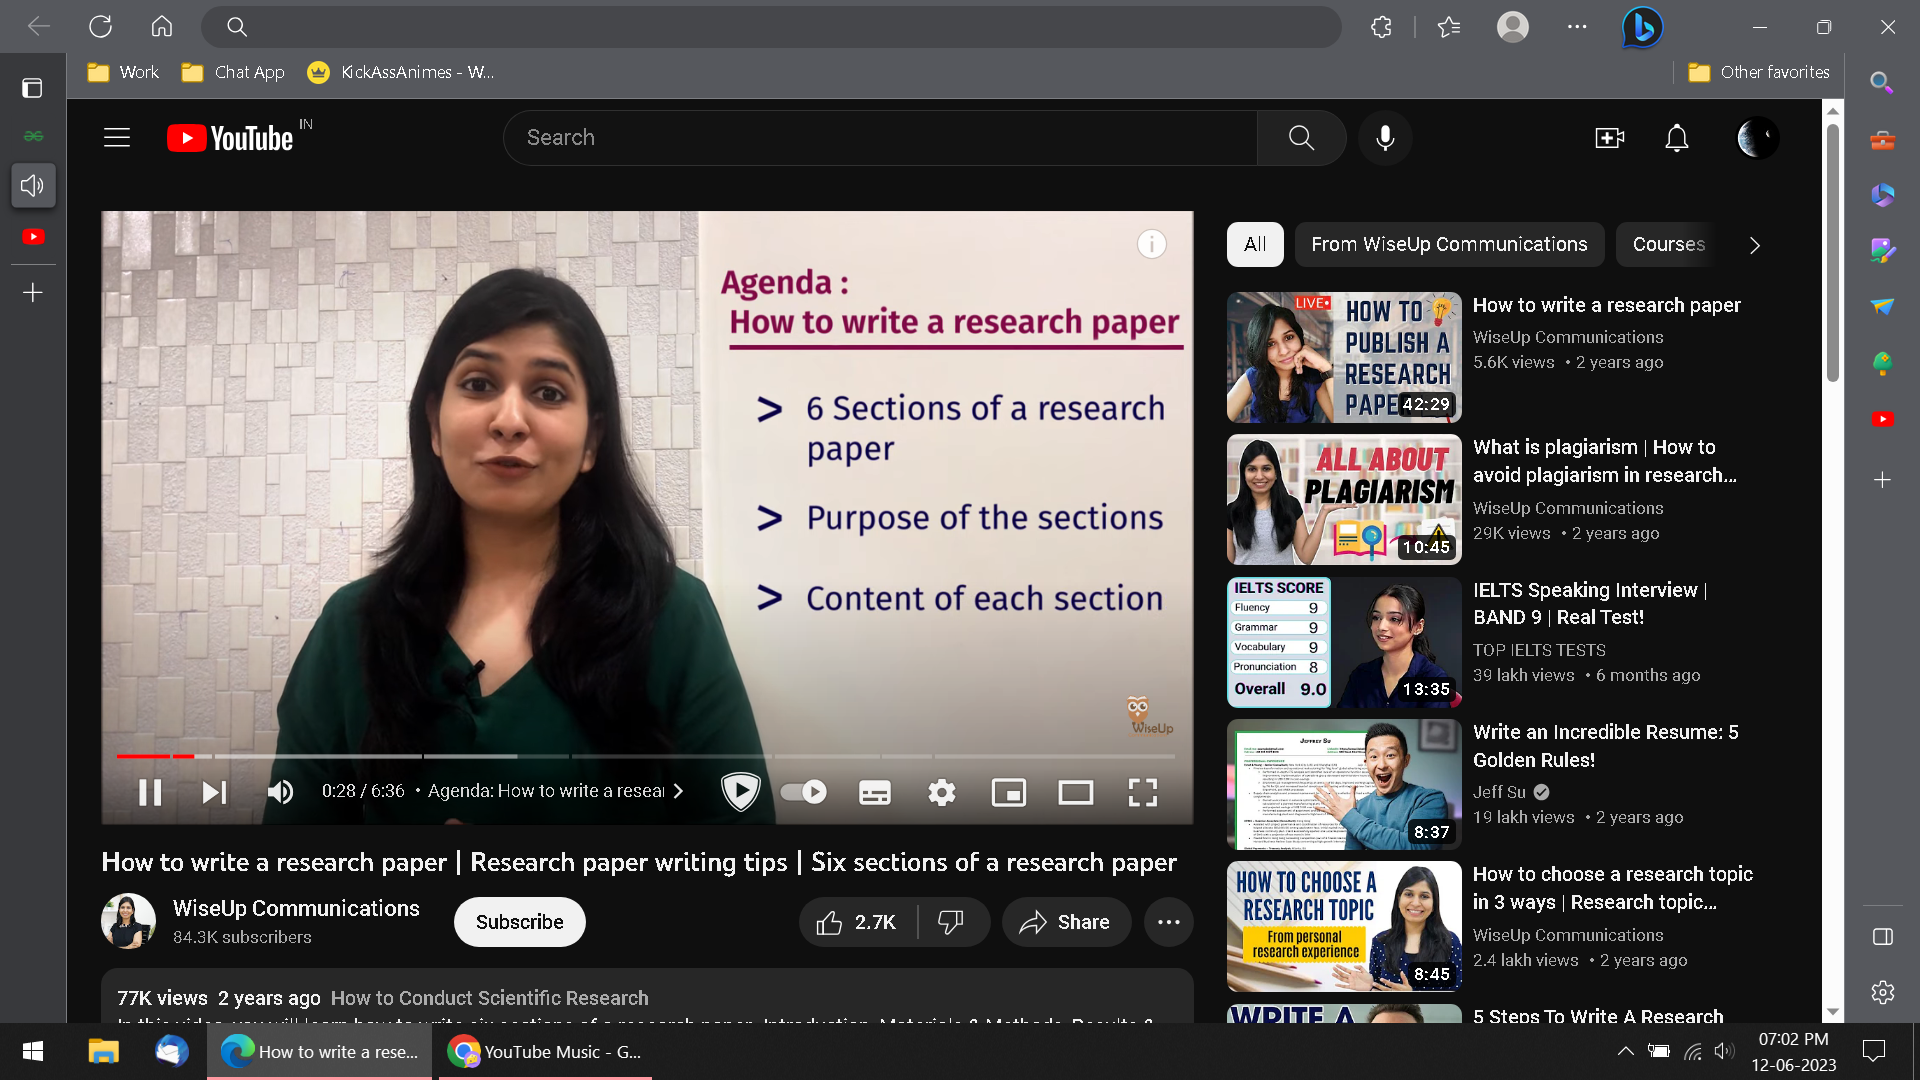 Work
Chat App
KickAssAnimes - W...
Other favorites
YouTube IN
Search
Agenda :
How to write a research paper
> 6 Sections of a research
paper
> Purpose of the sections
> Content of each section
WiseUp
0:28 / 6:36 • Agenda: How to write a resear
How to write a research paper | Research paper writing tips | Six sections of a research paper
WiseUp Communications
84.3K subscribers
Subscribe
2.7K
Share
77K views 2 years ago How to Conduct Scientific Research
All
From WiseUp Communications
Courses
LIVE
HOW TO
PUBLISH A
RESEARCH
PAPE
42:29
How to write a research paper
WiseUp Communications
5.6K views • 2 years ago
ALL ABOUT
PLAGIARISM
10:45
What is plagiarism | How to
avoid plagiarism in research...
WiseUp Communications
29K views • 2 years ago
IELTS SCORE
Fluency 9
Grammar 9
Vocabulary 9
Pronunciation 8
Overall 9.0
13:35
IELTS Speaking Interview |
BAND 9 | Real Test!
TOP IELTS TESTS
39 lakh views • 6 months ago
JEFFREY SU
8:37
Write an Incredible Resume: 5
Golden Rules!
Jeff Su
19 lakh views • 2 years ago
HOW TO CHOOSE A
RESEARCH TOPIC
From personal
research experience
8:45
How to choose a research topic
in 3 ways | Research topic...
WiseUp Communications
2.4 lakh views • 2 years ago
WRITE A
5 Steps To Write A Research
How to write a rese...
YouTube Music - G...
07:02 PM
12-06-2023